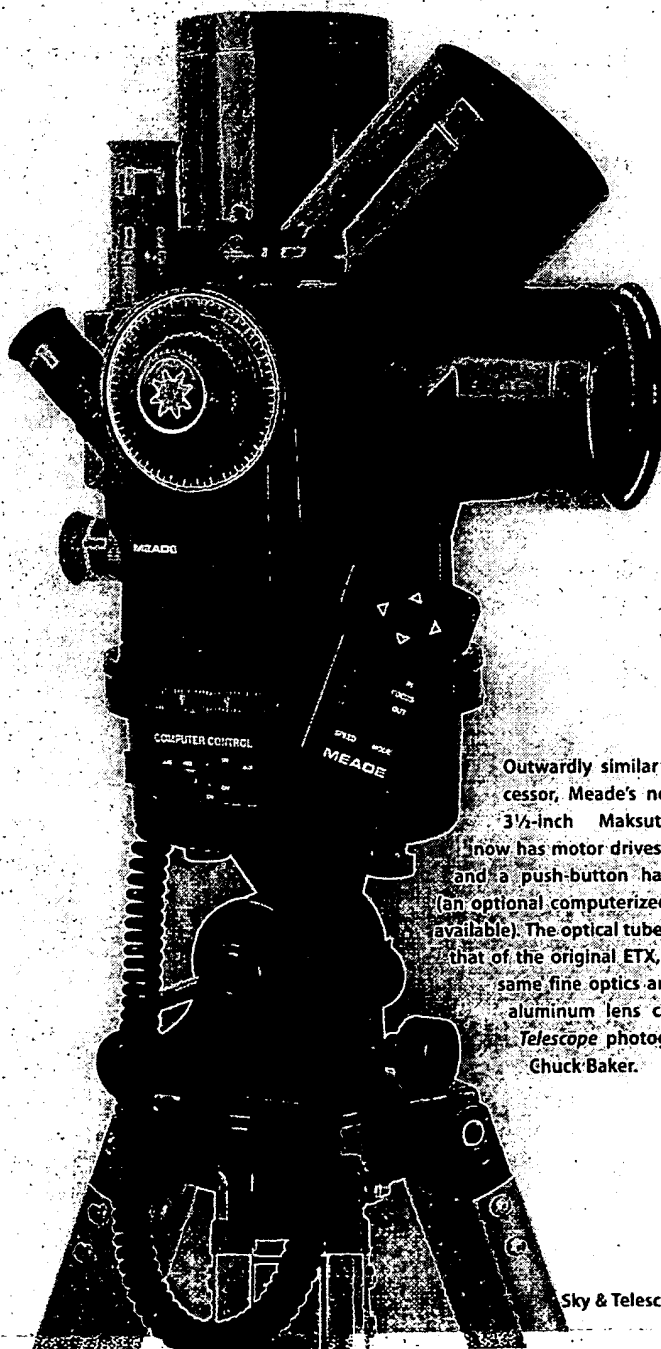 MEADE
COMPUTER CONTROL
IN
FOCUS
OUT
SPEED MODE
MEADE
Outwardly similar
cessor, Meade's ne
3½-inch Maksut
now has motor drives
and a push-button ha
(an optional computerized
available). The optical tube
that of the original ETX,
same fine optics an
aluminum lens c
Telescope photog
Chuck Baker.
Sky & Telesc